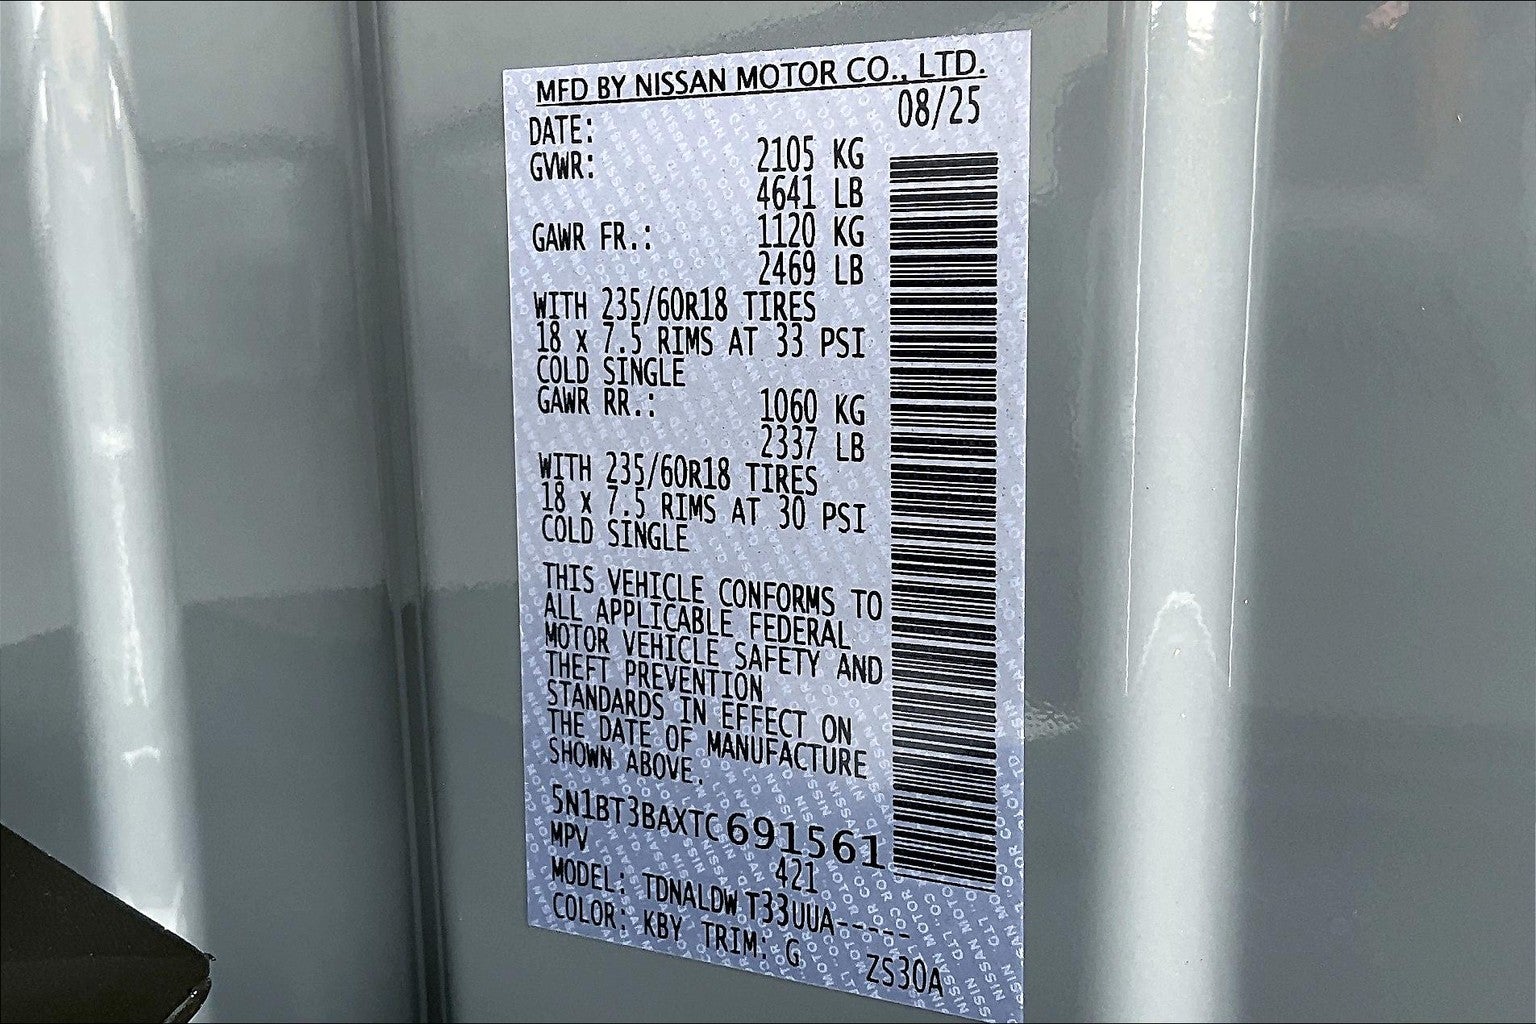 MFD BY NISSAN MOTOR CO., LTD.
DATE: 08/25
GVWR: 2105 KG
4641 LB
GAWR FR.: 1120 KG
2469 LB
WITH 235/60R18 TIRES
18 x 7.5 RIMS AT 33 PSI
COLD SINGLE
GAWR RR.: 1060 KG
2337 LB
WITH 235/60R18 TIRES
18 x 7.5 RIMS AT 30 PSI
COLD SINGLE
THIS VEHICLE CONFORMS TO
ALL APPLICABLE FEDERAL
MOTOR VEHICLE SAFETY AND
THEFT PREVENTION
STANDARDS IN EFFECT ON
THE DATE OF MANUFACTURE
SHOWN ABOVE.
5N1BT3BAXTC691561
MPV 421
MODEL: TDNALDW T33UUA-----
COLOR: KBY TRIM: G ZS30A